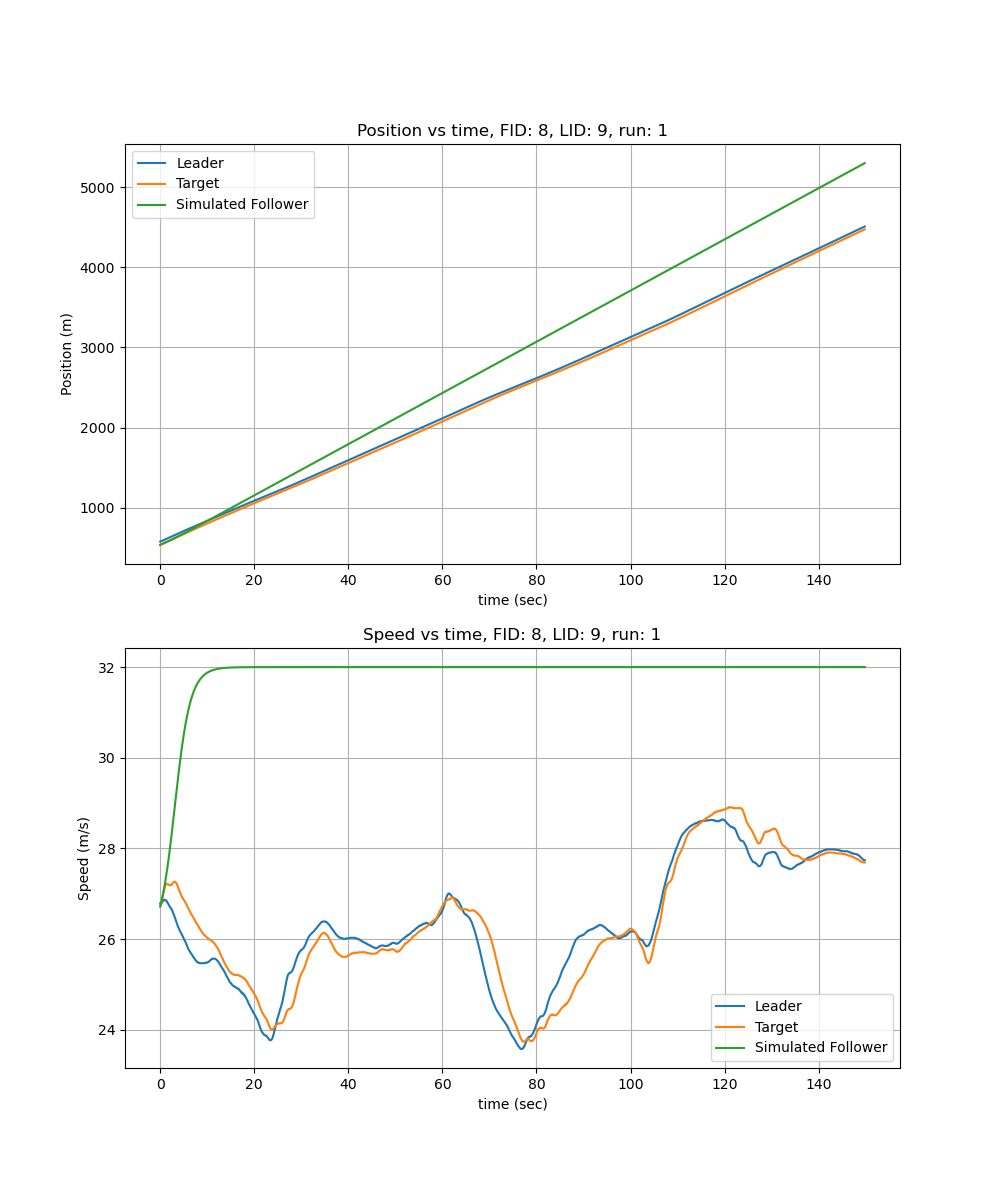 Position vs time, FID: 8, LID: 9, run: 1
Leader
Target
Simulated Follower
5000
4000
3000
2000
1000
Position (m)
0 20 40 60 80 100 120 140
time (sec)
Speed vs time, FID: 8, LID: 9, run: 1
32
30
28
26
24
Speed (m/s)
Leader
Target
Simulated Follower
0 20 40 60 80 100 120 140
time (sec)